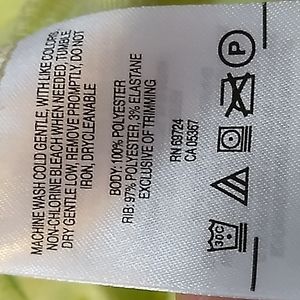 MACHINE WASH COLD GENTLE, WITH LIKE COLORS,
NON-CHLORINE BLEACH WHEN NEEDED, TUMBLE
DRY GENTLE LOW, REMOVE PROMPTLY, DO NOT
IRON, DRYCLEANABLE
BODY: 100% POLYESTER
RIB: 97% POLYESTER, 3% ELASTANE
EXCLUSIVE OF TRIMMING
RN 69724
CA 05367
30C
P